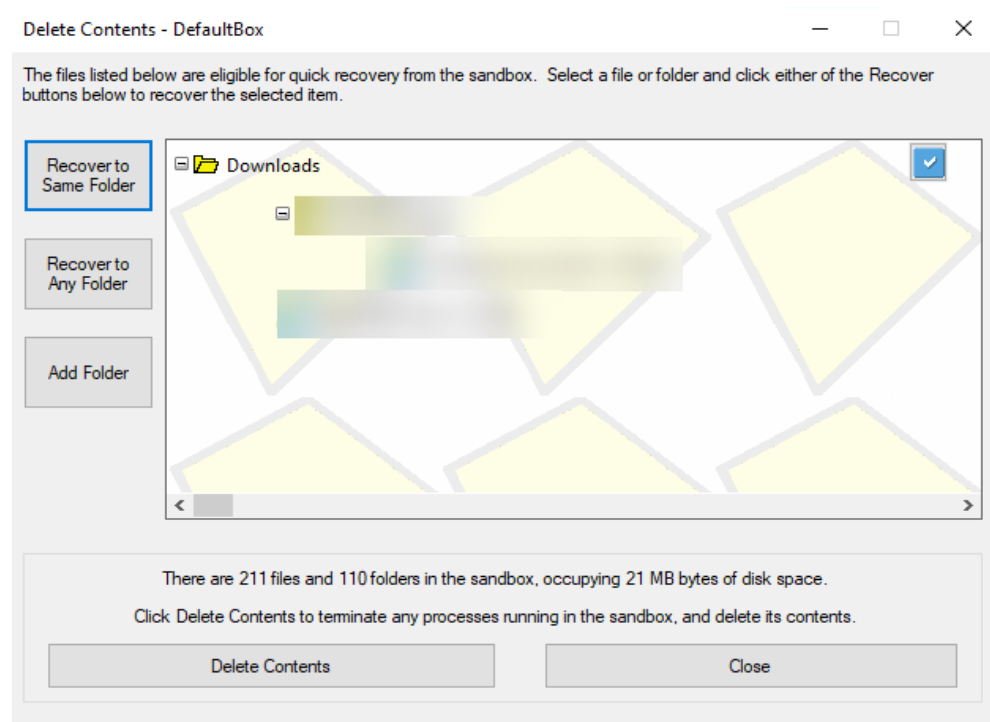 Delete Contents - DefaultBox
The files listed below are eligible for quick recovery from the sandbox.  Select a file or folder and click either of the Recover
buttons below to recover the selected item.
Recover to
Same Folder
Downloads
Recover to
Any Folder
Add Folder
There are 211 files and 110 folders in the sandbox, occupying 21 MB bytes of disk space.
Click Delete Contents to terminate any processes running in the sandbox, and delete its contents.
Delete Contents
Close